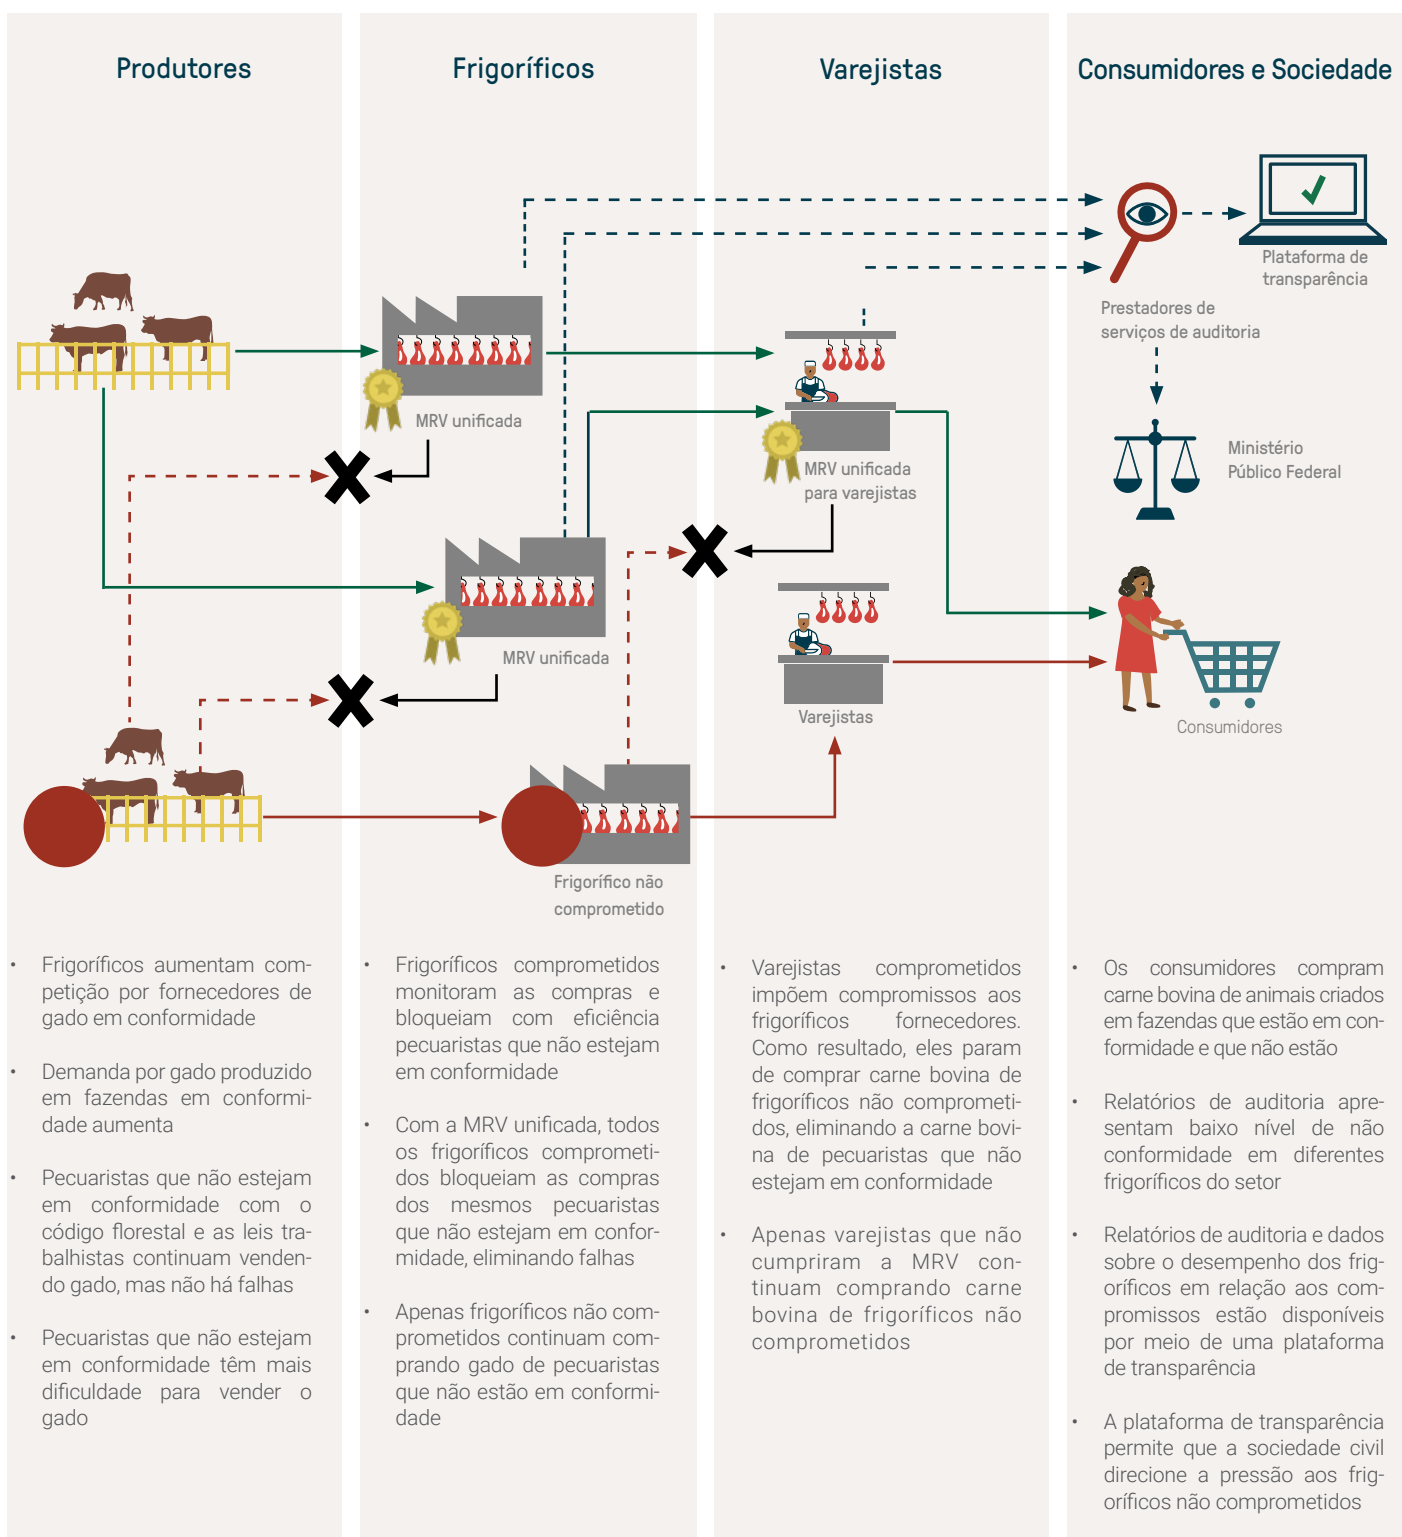 Produtores
Frigoríficos
Varejistas
Consumidores e Sociedade
Plataforma de
transparência
Prestadores de
serviços de auditoria
MRV unificada
Ministério
Público Federal
MRV unificada
para varejistas
MRV unificada
Varejistas
Consumidores
Frigorífico não
comprometido
• Frigoríficos aumentam com-
petição por fornecedores de
gado em conformidade
• Demanda por gado produzido
em fazendas em conformi-
dade aumenta
• Pecuaristas que não estejam
em conformidade com o
código florestal e as leis tra-
balhistas continuam venden-
do gado, mas não há falhas
• Pecuaristas que não estejam
em conformidade têm mais
dificuldade para vender o
gado
• Frigoríficos comprometidos
monitoram as compras e
bloqueiam com eficiência
pecuaristas que não estejam
em conformidade
• Com a MRV unificada, todos
os frigoríficos comprometi-
dos bloqueiam as compras
dos mesmos pecuaristas
que não estejam em confor-
midade, eliminando falhas
• Apenas frigoríficos não com-
prometidos continuam com-
prando gado de pecuaristas
que não estão em conformi-
dade
• Varejistas comprometidos
impõem compromissos aos
frigoríficos fornecedores.
Como resultado, eles param
de comprar carne bovina de
frigoríficos não comprometi-
dos, eliminando a carne bovi-
na de pecuaristas que não
estejam em conformidade
• Apenas varejistas que não
cumpriram a MRV con-
tinuam comprando carne
bovina de frigoríficos não
comprometidos
• Os consumidores compram
carne bovina de animais criados
em fazendas que estão em con-
formidade e que não estão
• Relatórios de auditoria apre-
sentam baixo nível de não
conformidade em diferentes
frigoríficos do setor
• Relatórios de auditoria e dados
sobre o desempenho dos frig-
oríficos em relação aos com-
promissos estão disponíveis
por meio de uma plataforma
de transparência
• A plataforma de transparência
permite que a sociedade civil
direcione a pressão aos frig-
oríficos não comprometidos